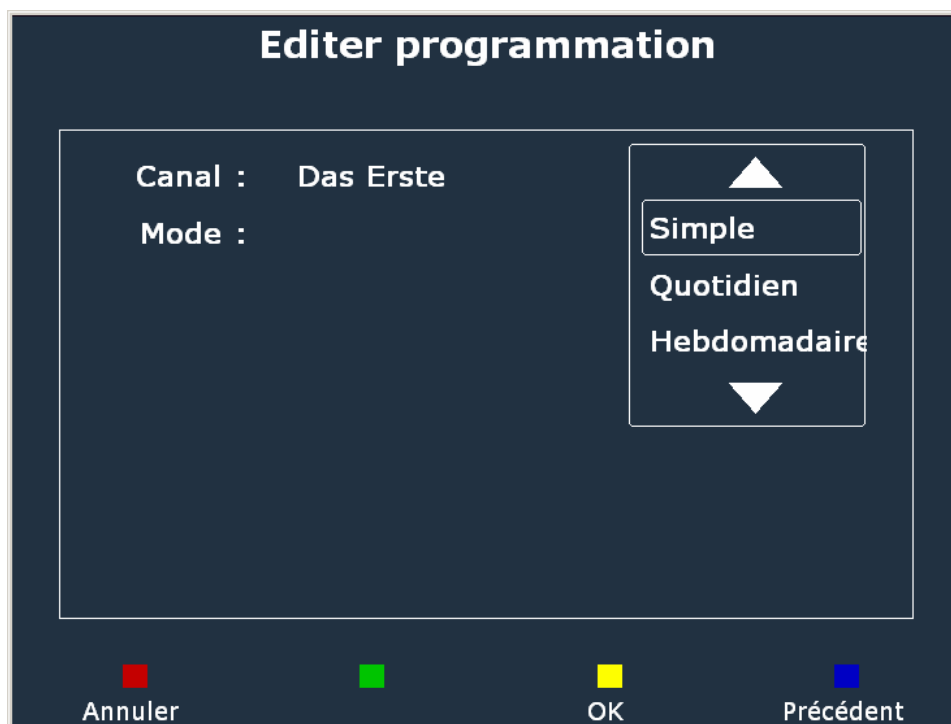 Editer programmation
Canal : Das Erste
Mode :
Simple
Quotidien
Hebdomadaire
Annuler
OK
Précédent